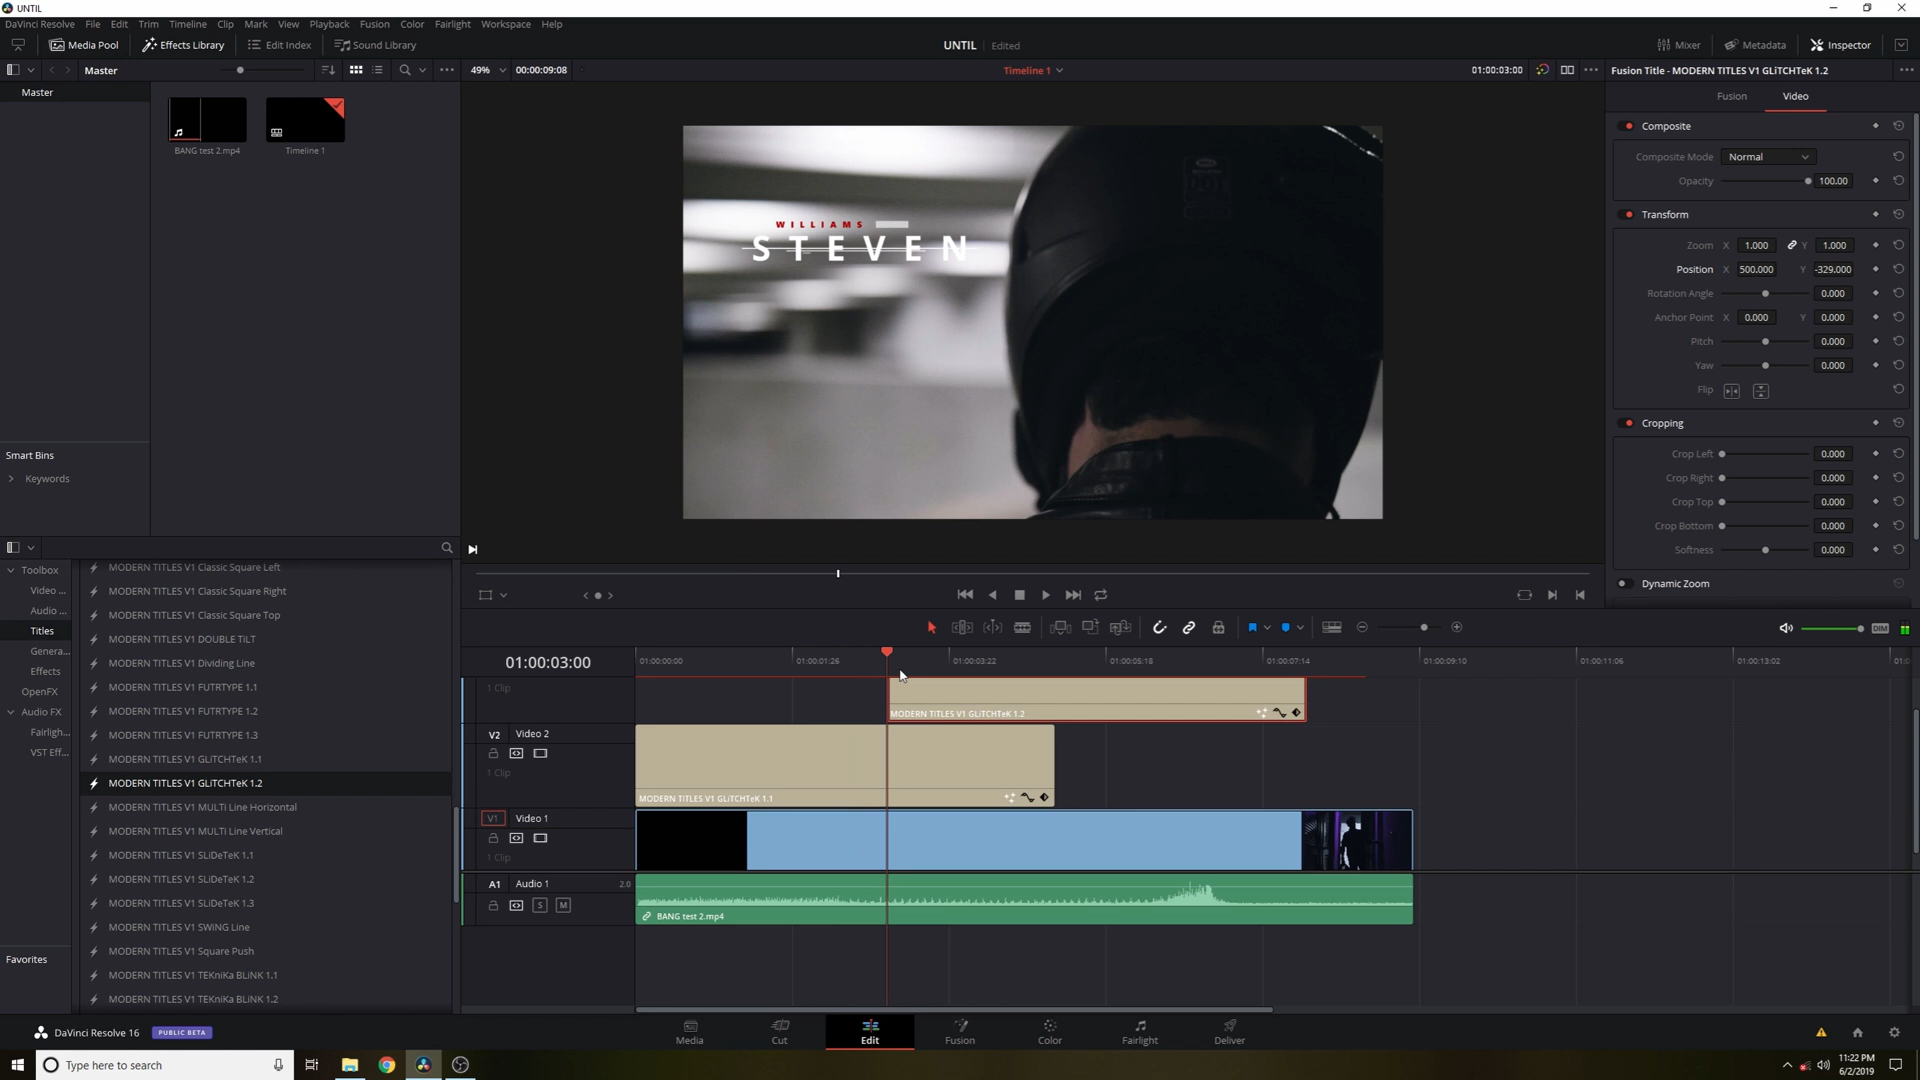 UNTIL
DaVinci Resolve File Edit Trim Timeline Clip Mark View Playback Fusion Color Fairlight Workspace Help
Media Pool Effects Library Edit Index Sound Library UNTIL Edited Mixer Metadata Inspector
Master 49% 00:00:09:08 Timeline 1 01:00:03:00 Fusion Title - MODERN TITLES V1 GLiTCHTeK 1.2
Master
BANG test 2.mp4
Timeline 1
Smart Bins
Keywords
WILLIAMS
STEVEN
Fusion Video
Composite
Composite Mode Normal
Opacity 100.00
Transform
Zoom X 1.000 Y 1.000
Position X 500.000 Y -329.000
Rotation Angle 0.000
Anchor Point X 0.000 Y 0.000
Pitch 0.000
Yaw 0.000
Flip
Cropping
Crop Left 0.000
Crop Right 0.000
Crop Top 0.000
Crop Bottom 0.000
Softness 0.000
Dynamic Zoom
Toolbox
Video ...
Audio ...
Titles
Genera...
Effects
OpenFX
Audio FX
Fairligh...
VST Eff...
Favorites
MODERN TITLES V1 Classic Square Left
MODERN TITLES V1 Classic Square Right
MODERN TITLES V1 Classic Square Top
MODERN TITLES V1 DOUBLE TiLT
MODERN TITLES V1 Dividing Line
MODERN TITLES V1 FUTRTYPE 1.1
MODERN TITLES V1 FUTRTYPE 1.2
MODERN TITLES V1 FUTRTYPE 1.3
MODERN TITLES V1 GLiTCHTeK 1.1
MODERN TITLES V1 GLiTCHTeK 1.2
MODERN TITLES V1 MULTi Line Horizontal
MODERN TITLES V1 MULTi Line Vertical
MODERN TITLES V1 SLiDeTeK 1.1
MODERN TITLES V1 SLiDeTeK 1.2
MODERN TITLES V1 SLiDeTeK 1.3
MODERN TITLES V1 SWiNG Line
MODERN TITLES V1 Square Push
MODERN TITLES V1 TEKniKa BLiNK 1.1
MODERN TITLES V1 TEKniKa BLiNK 1.2
DIM
01:00:03:00 01:00:00:00 01:00:01:26 01:00:03:22 01:00:05:18 01:00:07:14 01:00:09:10 01:00:11:06 01:00:13:02
1 Clip
MODERN TITLES V1 GLiTCHTeK 1.2
V2 Video 2
1 Clip
MODERN TITLES V1 GLiTCHTeK 1.1
V1 Video 1
1 Clip
A1 Audio 1 2.0
S M
BANG test 2.mp4
DaVinci Resolve 16 PUBLIC BETA
Media Cut Edit Fusion Color Fairlight Deliver
Type here to search
11:22 PM
6/2/2019